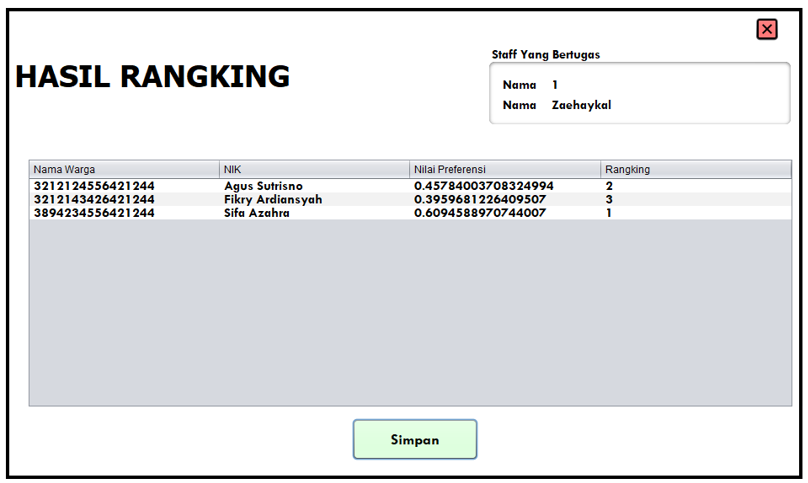 HASIL RANGKING
Staff Yang Bertugas
Nama 1
Nama Zaehaykal
Nama Warga NIK Nilai Preferensi Rangking
3212124556421244 Agus Sutrisno 0.45784003708324994 2
3212143426421244 Fikry Ardiansyah 0.3959681226409507 3
3894234556421244 Sifa Azahra 0.6094588970744007 1
Simpan